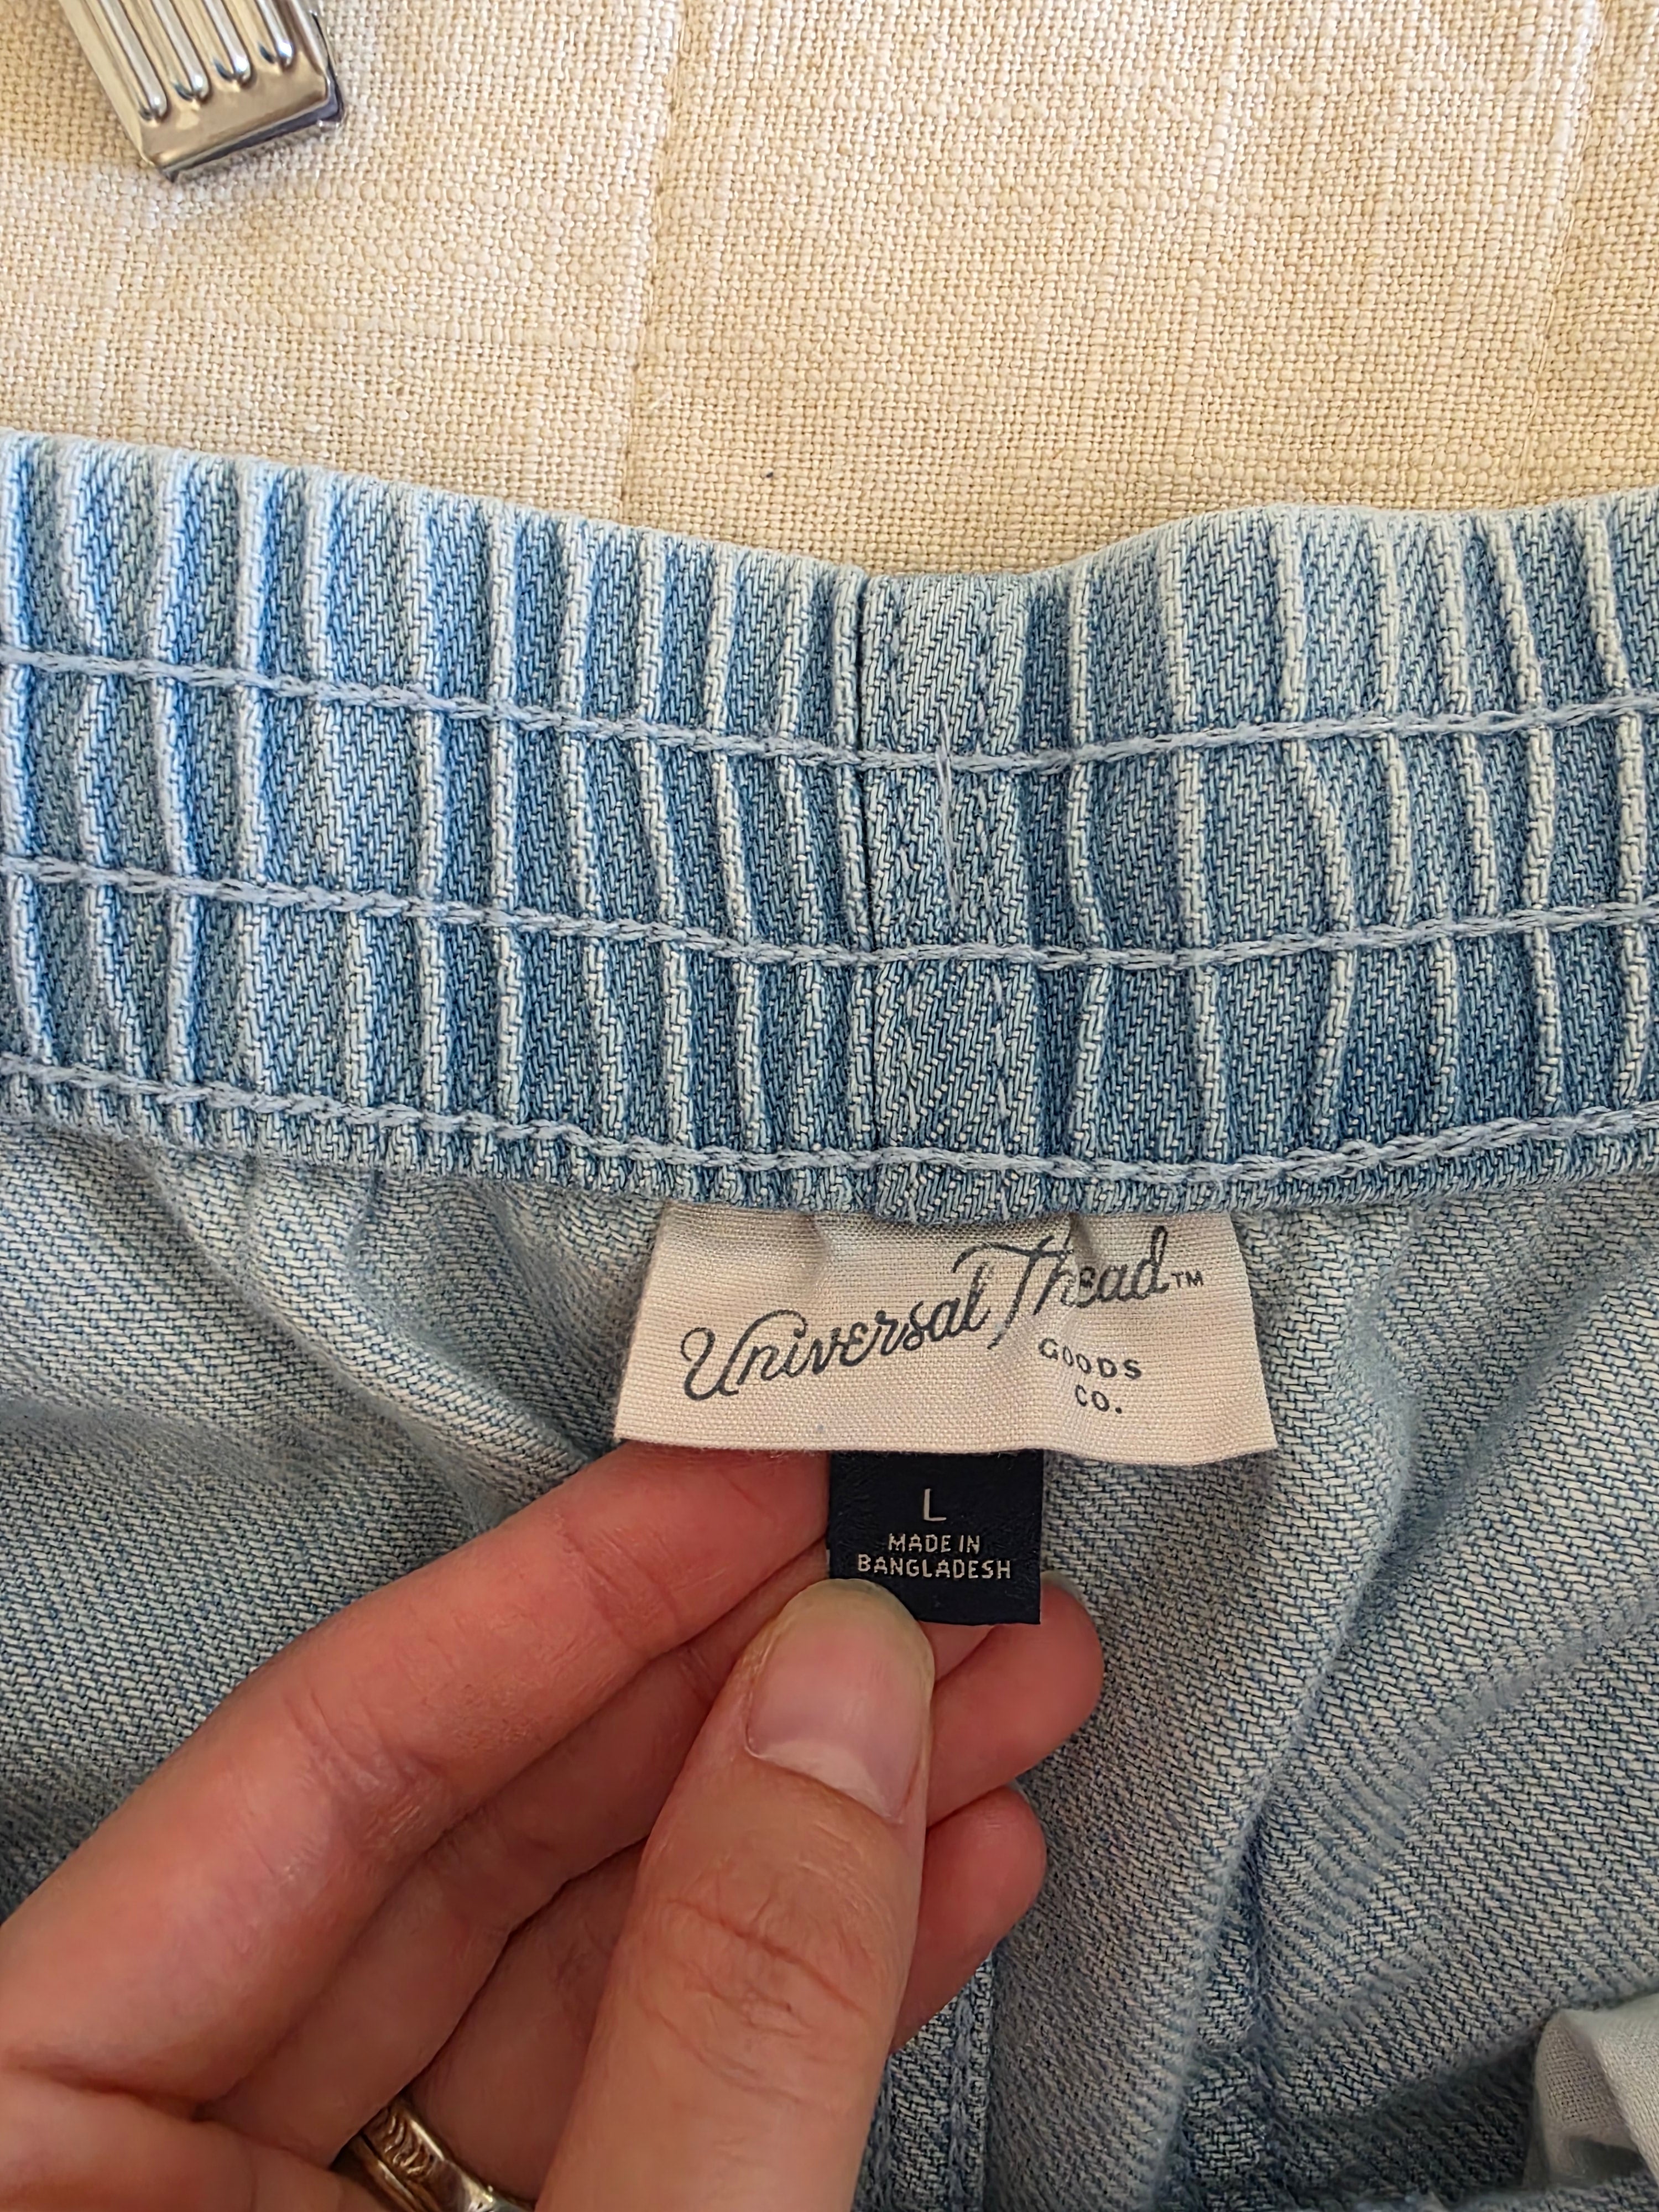 Universal Thread™
GOODS
CO.
L
MADE IN
BANGLADESH